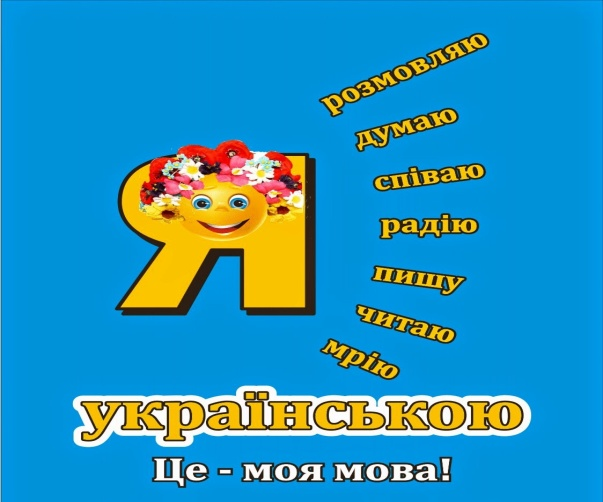 Я
розмовляю
думаю
співаю
радію
пишу
читаю
мрію
українською
Це - моя мова!